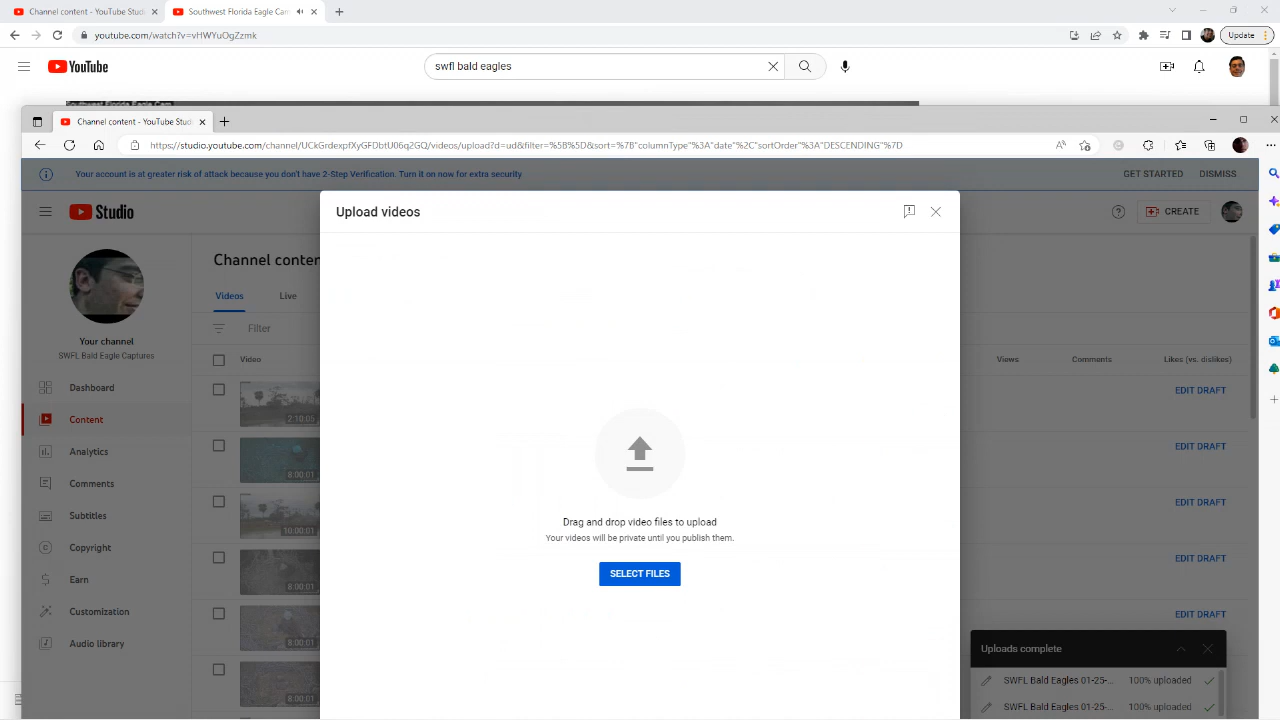 Channel content - YouTube Studi
Southwest Florida Eagle Cam
youtube.com/watch?v=vHWYuOgZzmk
Update
YouTube
swfl bald eagles
Southwest Florida Eagle Cam
Channel content - YouTube Stud
https://studio.youtube.com/channel/UCkGrdexpfXyGFDbtU06q2GQ/videos/upload?d=ud&filter=%5B%5D&sort=%7B"columnType"%3A"date"%2C"sortOrder"%3A"DESCENDING"%7D
Your account is at greater risk of attack because you don't have 2-Step Verification. Turn it on now for extra security
GET STARTED
DISMISS
Studio
Upload videos
CREATE
Channel conten
Videos
Live
Filter
Your channel
SWFL Bald Eagle Captures
Video
Views
Comments
Likes (vs. dislikes)
Dashboard
2:10:05
EDIT DRAFT
Content
Analytics
8:00:01
EDIT DRAFT
Comments
Subtitles
10:00:01
EDIT DRAFT
Copyright
Earn
8:00:01
EDIT DRAFT
Customization
8:00:01
EDIT DRAFT
Audio library
8:00:01
Drag and drop video files to upload
Your videos will be private until you publish them.
SELECT FILES
Uploads complete
SWFL Bald Eagles 01-25-... 100% uploaded
SWFL Bald Eagles 01-25-... 100% uploaded